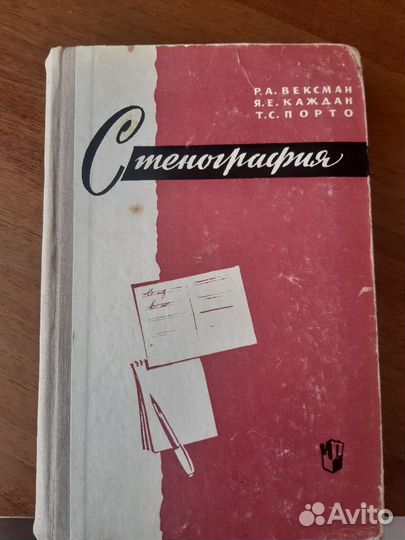 Р.А. ВЕКСМАН
Я.Е. КАЖДАН
Т.С. ПОРТО
Стенография
Avito